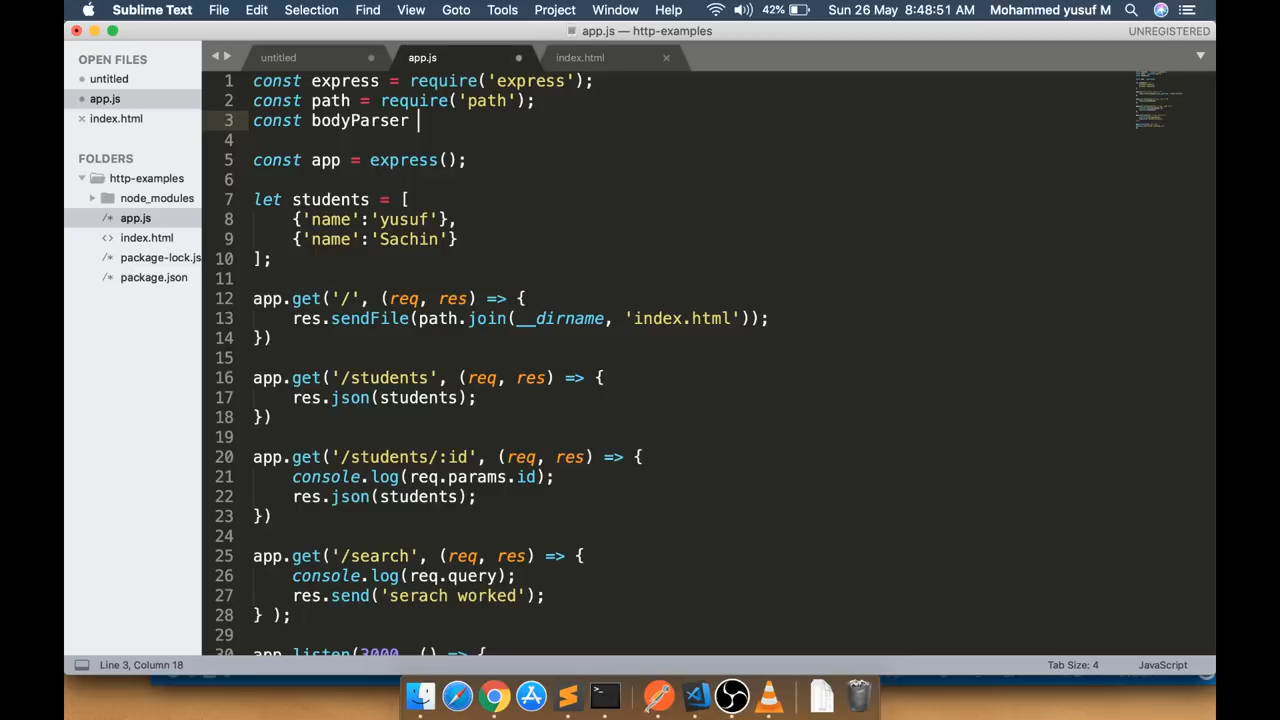 Sublime Text File Edit Selection Find View Goto Tools Project Window Help 42% Sun 26 May 8:48:51 AM Mohammed yusuf M
app.js — http-examples UNREGISTERED
OPEN FILES
untitled
app.js
index.html
FOLDERS
http-examples
node_modules
/* app.js
<> index.html
/* package-lock.js
/* package.json
untitled app.js index.html
1 const express = require('express');
2 const path = require('path');
3 const bodyParser
4
5 const app = express();
6
7 let students = [
8 {'name':'yusuf'},
9 {'name':'Sachin'}
10 ];
11
12 app.get('/', (req, res) => {
13 res.sendFile(path.join(__dirname, 'index.html'));
14 })
15
16 app.get('/students', (req, res) => {
17 res.json(students);
18 })
19
20 app.get('/students/:id', (req, res) => {
21 console.log(req.params.id);
22 res.json(students);
23 })
24
25 app.get('/search', (req, res) => {
26 console.log(req.query);
27 res.send('serach worked');
28 } );
29
30 app.listen(3000, () => {
Line 3, Column 18 Tab Size: 4 JavaScript